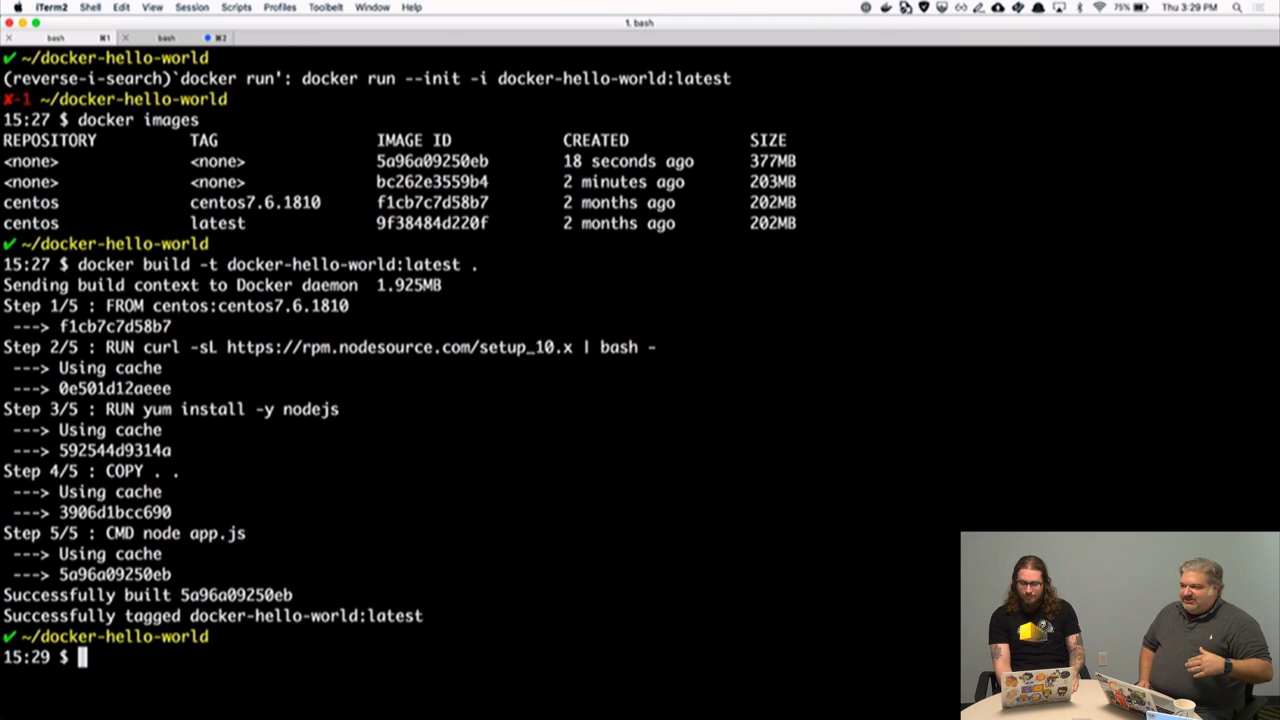 iTerm2 Shell Edit View Session Scripts Profiles Toolbelt Window Help 75% Thu 3:29 PM
1. bash
bash ⌘1 bash ⌘2
✔ ~/docker-hello-world
(reverse-i-search)`docker run': docker run --init -i docker-hello-world:latest
✘-1 ~/docker-hello-world
15:27 $ docker images
REPOSITORY TAG IMAGE ID CREATED SIZE
<none> <none> 5a96a09250eb 18 seconds ago 377MB
<none> <none> bc262e3559b4 2 minutes ago 203MB
centos centos7.6.1810 f1cb7c7d58b7 2 months ago 202MB
centos latest 9f38484d220f 2 months ago 202MB
✔ ~/docker-hello-world
15:27 $ docker build -t docker-hello-world:latest .
Sending build context to Docker daemon 1.925MB
Step 1/5 : FROM centos:centos7.6.1810
---> f1cb7c7d58b7
Step 2/5 : RUN curl -sL https://rpm.nodesource.com/setup_10.x | bash -
---> Using cache
---> 0e501d12aeee
Step 3/5 : RUN yum install -y nodejs
---> Using cache
---> 592544d9314a
Step 4/5 : COPY . .
---> Using cache
---> 3906d1bcc690
Step 5/5 : CMD node app.js
---> Using cache
---> 5a96a09250eb
Successfully built 5a96a09250eb
Successfully tagged docker-hello-world:latest
✔ ~/docker-hello-world
15:29 $